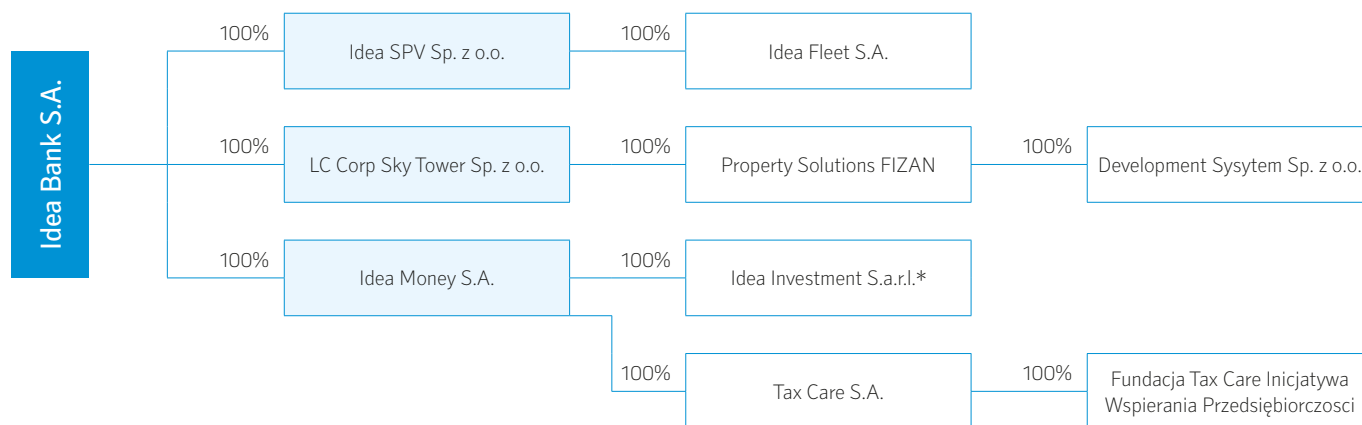 Idea Bank S.A.
100%
Idea SPV Sp. z o.o.
100%
Idea Fleet S.A.
100%
LC Corp Sky Tower Sp. z o.o.
100%
Property Solutions FIZAN
100%
Development Sysytem Sp. z o.o.
100%
Idea Money S.A.
100%
Idea Investment S.a.r.l.*
100%
Tax Care S.A.
100%
Fundacja Tax Care Inicjatywa
Wspierania Przedsiębiorczosci